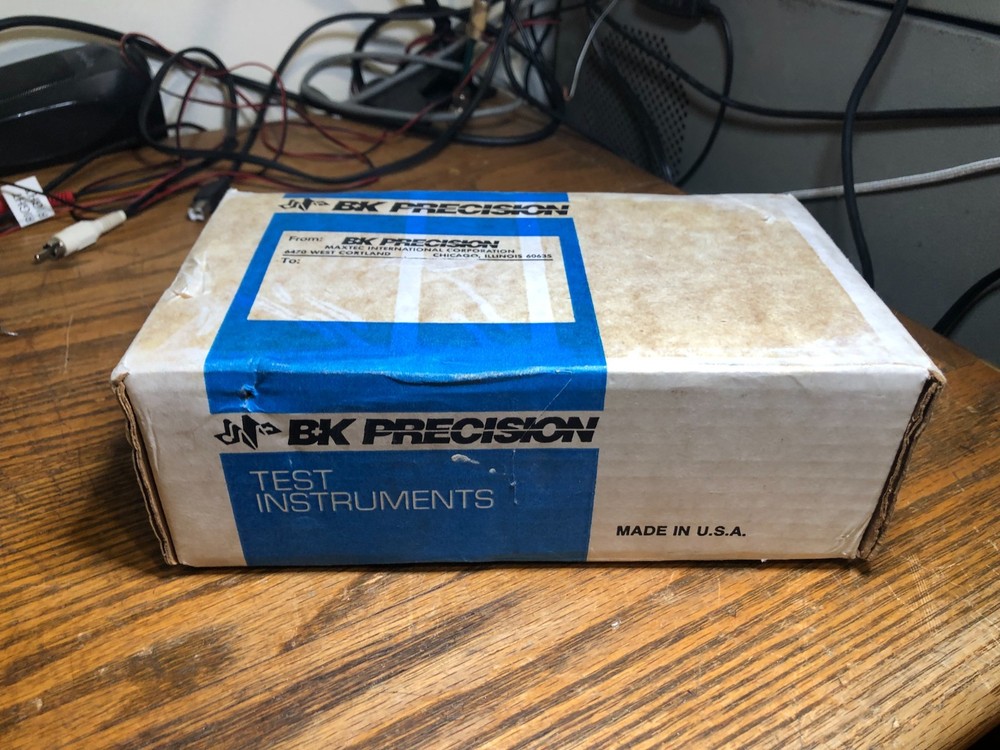 B+K PRECISION
From: B+K PRECISION
MAXTEC INTERNATIONAL CORPORATION
6470 WEST CORTLAND CHICAGO, ILLINOIS 60635
To:
B+K PRECISION
TEST
INSTRUMENTS
MADE IN U.S.A.